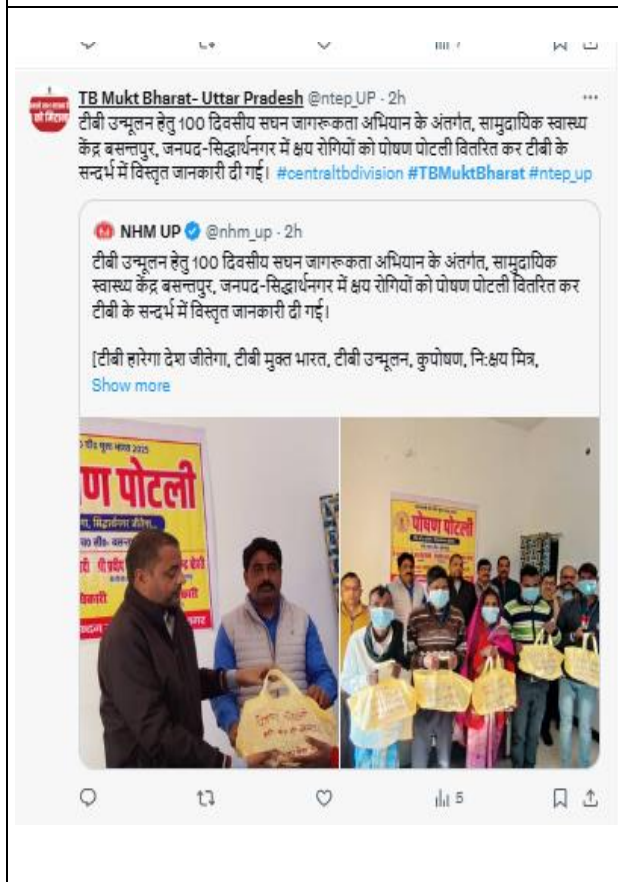 7
TB Mukt Bharat- Uttar Pradesh @ntep_UP · 2h
टीबी उन्मूलन हेतु 100 दिवसीय सघन जागरूकता अभियान के अंतर्गत, सामुदायिक स्वास्थ्य
केंद्र बसन्तपुर, जनपद-सिद्धार्थनगर में क्षय रोगियों को पोषण पोटली वितरित कर टीबी के
सन्दर्भ में विस्तृत जानकारी दी गई। #centraltbdivision #TBMuktBharat #ntep_up
NHM UP @nhm_up · 2h
टीबी उन्मूलन हेतु 100 दिवसीय सघन जागरूकता अभियान के अंतर्गत, सामुदायिक
स्वास्थ्य केंद्र बसन्तपुर, जनपद-सिद्धार्थनगर में क्षय रोगियों को पोषण पोटली वितरित कर
टीबी के सन्दर्भ में विस्तृत जानकारी दी गई।
[टीबी हारेगा देश जीतेगा, टीबी मुक्त भारत, टीबी उन्मूलन, कुपोषण, नि:क्षय मित्र,
Show more
ण पोटली
सिद्धार्थनगर जीतेगा...
पोषण पोटली
5